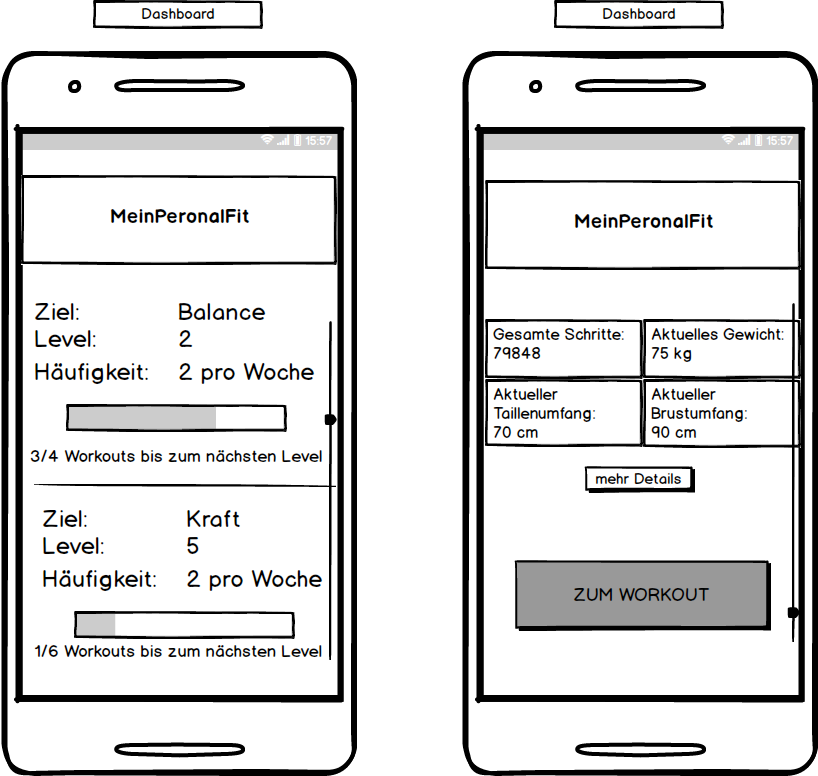 Dashboard
15:57
MeinPeronalFit
Ziel: Balance
Level: 2
Häufigkeit: 2 pro Woche
3/4 Workouts bis zum nächsten Level
Ziel: Kraft
Level: 5
Häufigkeit: 2 pro Woche
1/6 Workouts bis zum nächsten Level
Dashboard
15:57
MeinPeronalFit
Gesamte Schritte:
79848
Aktuelles Gewicht:
75 kg
Aktueller
Taillenumfang:
70 cm
Aktueller
Brustumfang:
90 cm
mehr Details
ZUM WORKOUT